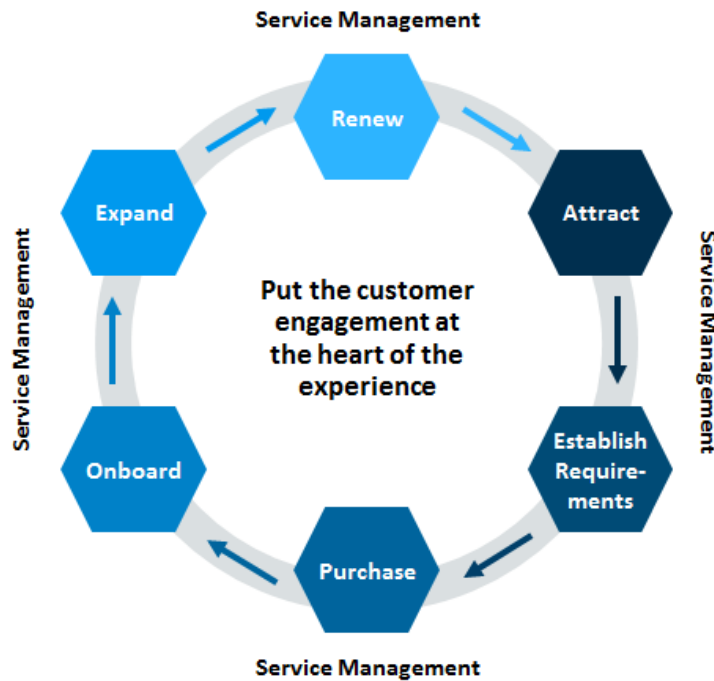 Service Management
Renew
Expand
Attract
Service Management
Service Management
Put the customer
engagement at
the heart of the
experience
Onboard
Establish
Require-
ments
Purchase
Service Management